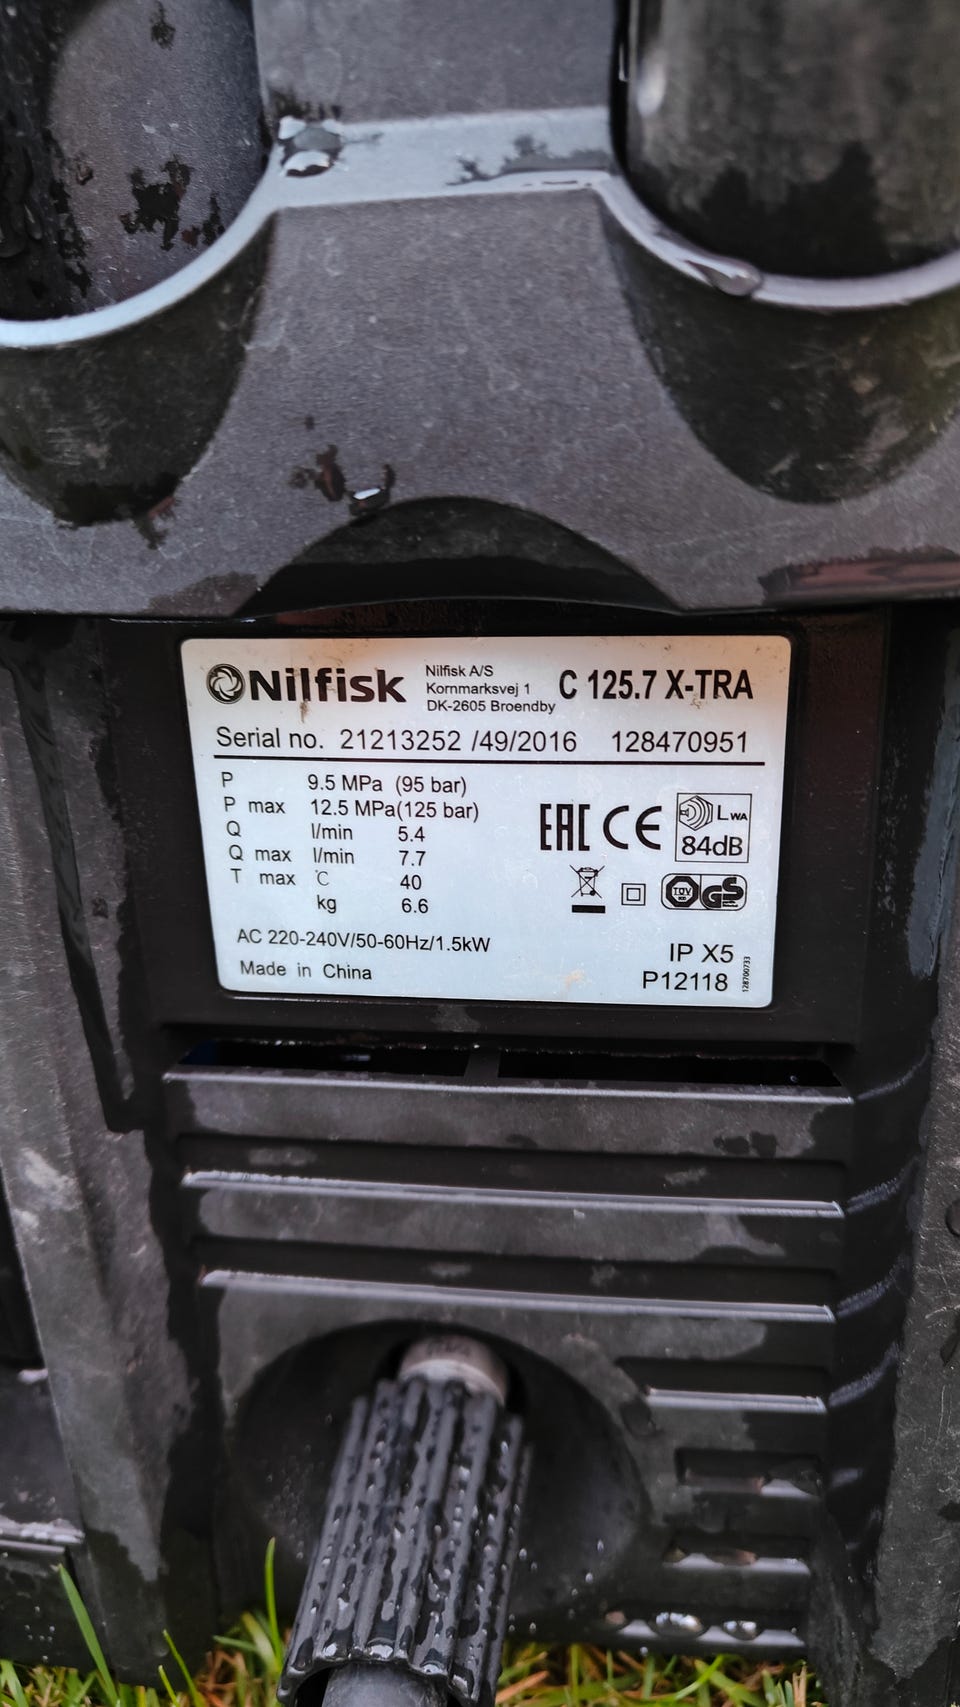 Nilfisk
Nilfisk A/S
Kornmarksvej 1
DK-2605 Broendby
C 125.7 X-TRA
Serial no. 21213252 /49/2016 128470951
P 9.5 MPa (95 bar)
P max 12.5 MPa(125 bar)
Q l/min 5.4
Q max l/min 7.7
T max °C 40
kg 6.6
EAC CE LWA
84dB
TÜV GS
AC 220-240V/50-60Hz/1.5kW
Made in China
IP X5
P12118
128700733